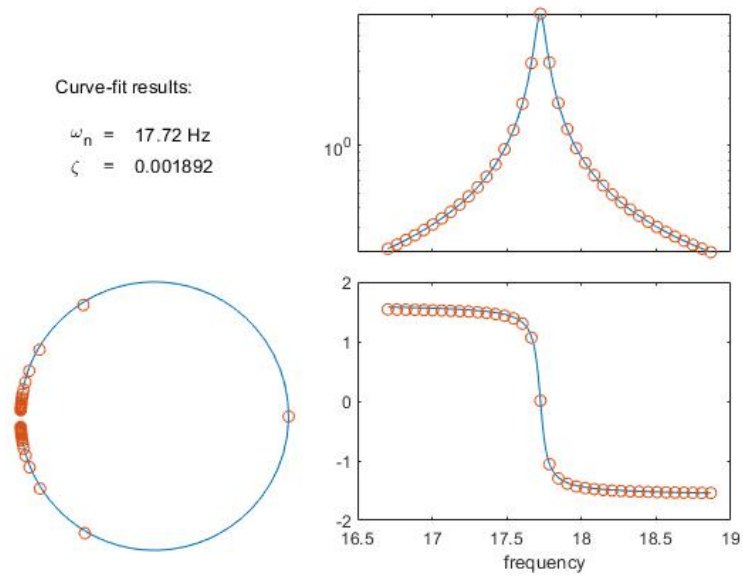 Curve-fit results:
ωn = 17.72 Hz
ζ = 0.001892
10^0
2
1
0
-1
-2
16.5 17 17.5 18 18.5 19
frequency